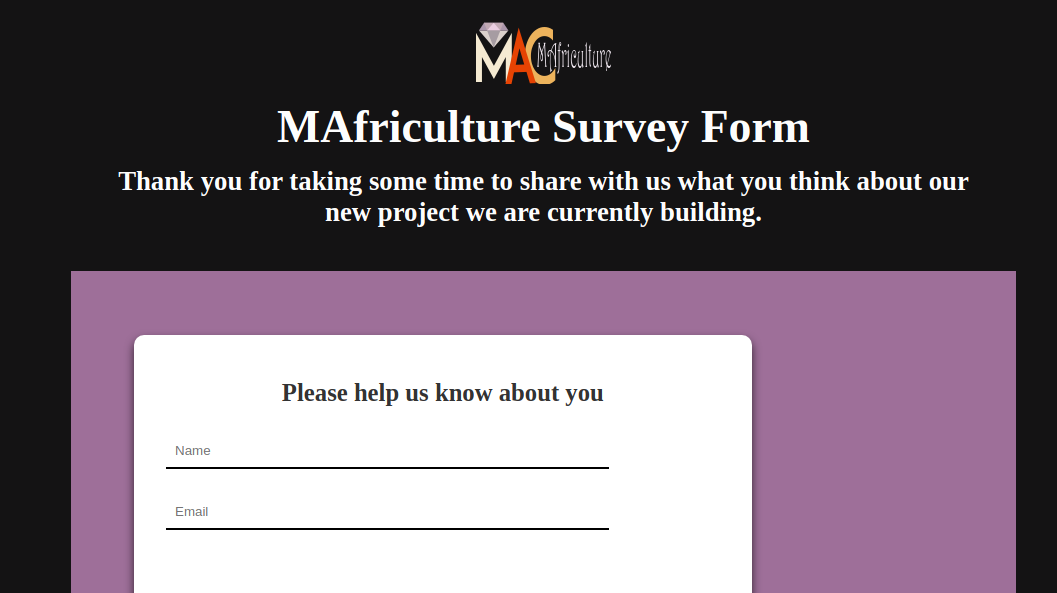 MAC MAfriculture
MAfriculture Survey Form
Thank you for taking some time to share with us what you think about our
new project we are currently building.
Please help us know about you
Name
Email